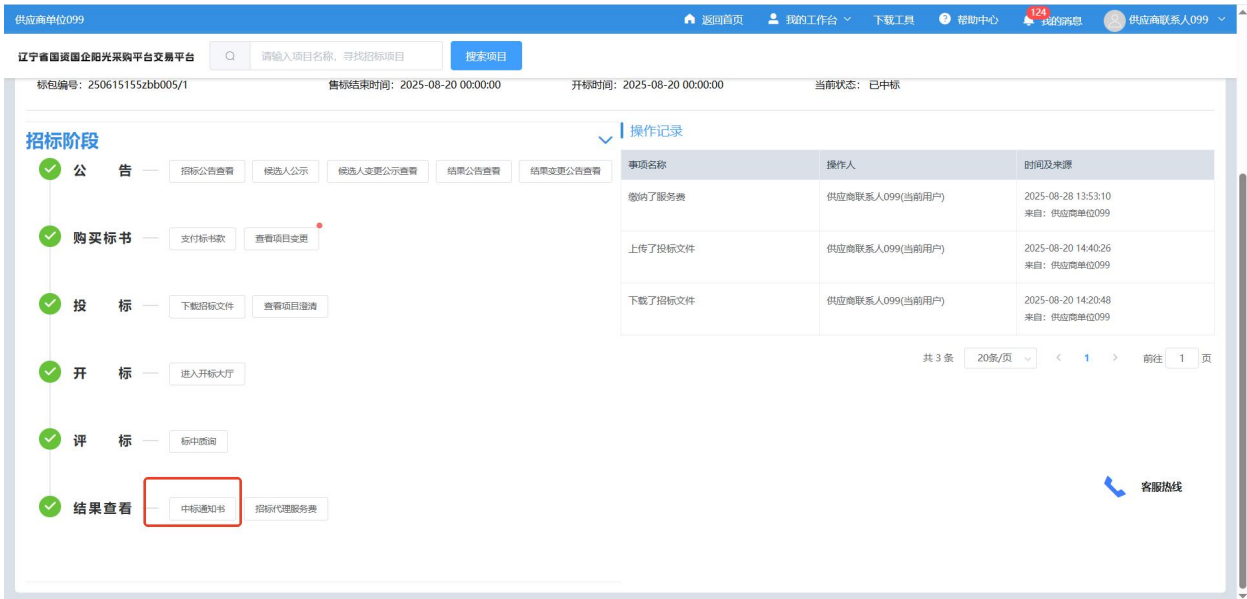 供应商单位099 返回首页 我的工作台 下载工具 帮助中心 124 我的消息 供应商联系人099
辽宁省国资国企阳光采购平台交易平台 请输入项目名称、寻找招标项目 搜索项目
标包编号：250615155zbb005/1 售标结束时间：2025-08-20 00:00:00 开标时间：2025-08-20 00:00:00 当前状态：已中标
招标阶段
公 告 招标公告查看 候选人公示 候选人变更公示查看 结果公告查看 结果变更公告查看
购买标书 支付标书款 查看项目变更
投 标 下载招标文件 查看项目澄清
开 标 进入开标大厅
评 标 标中质询
结果查看 中标通知书 招标代理服务费
操作记录
事项名称 操作人 时间及来源
缴纳了服务费 供应商联系人099(当前用户) 2025-08-28 13:53:10
来自：供应商单位099
上传了投标文件 供应商联系人099(当前用户) 2025-08-20 14:40:26
来自：供应商单位099
下载了招标文件 供应商联系人099(当前用户) 2025-08-20 14:20:48
来自：供应商单位099
共 3 条 20条/页 1 前往 1 页
客服热线